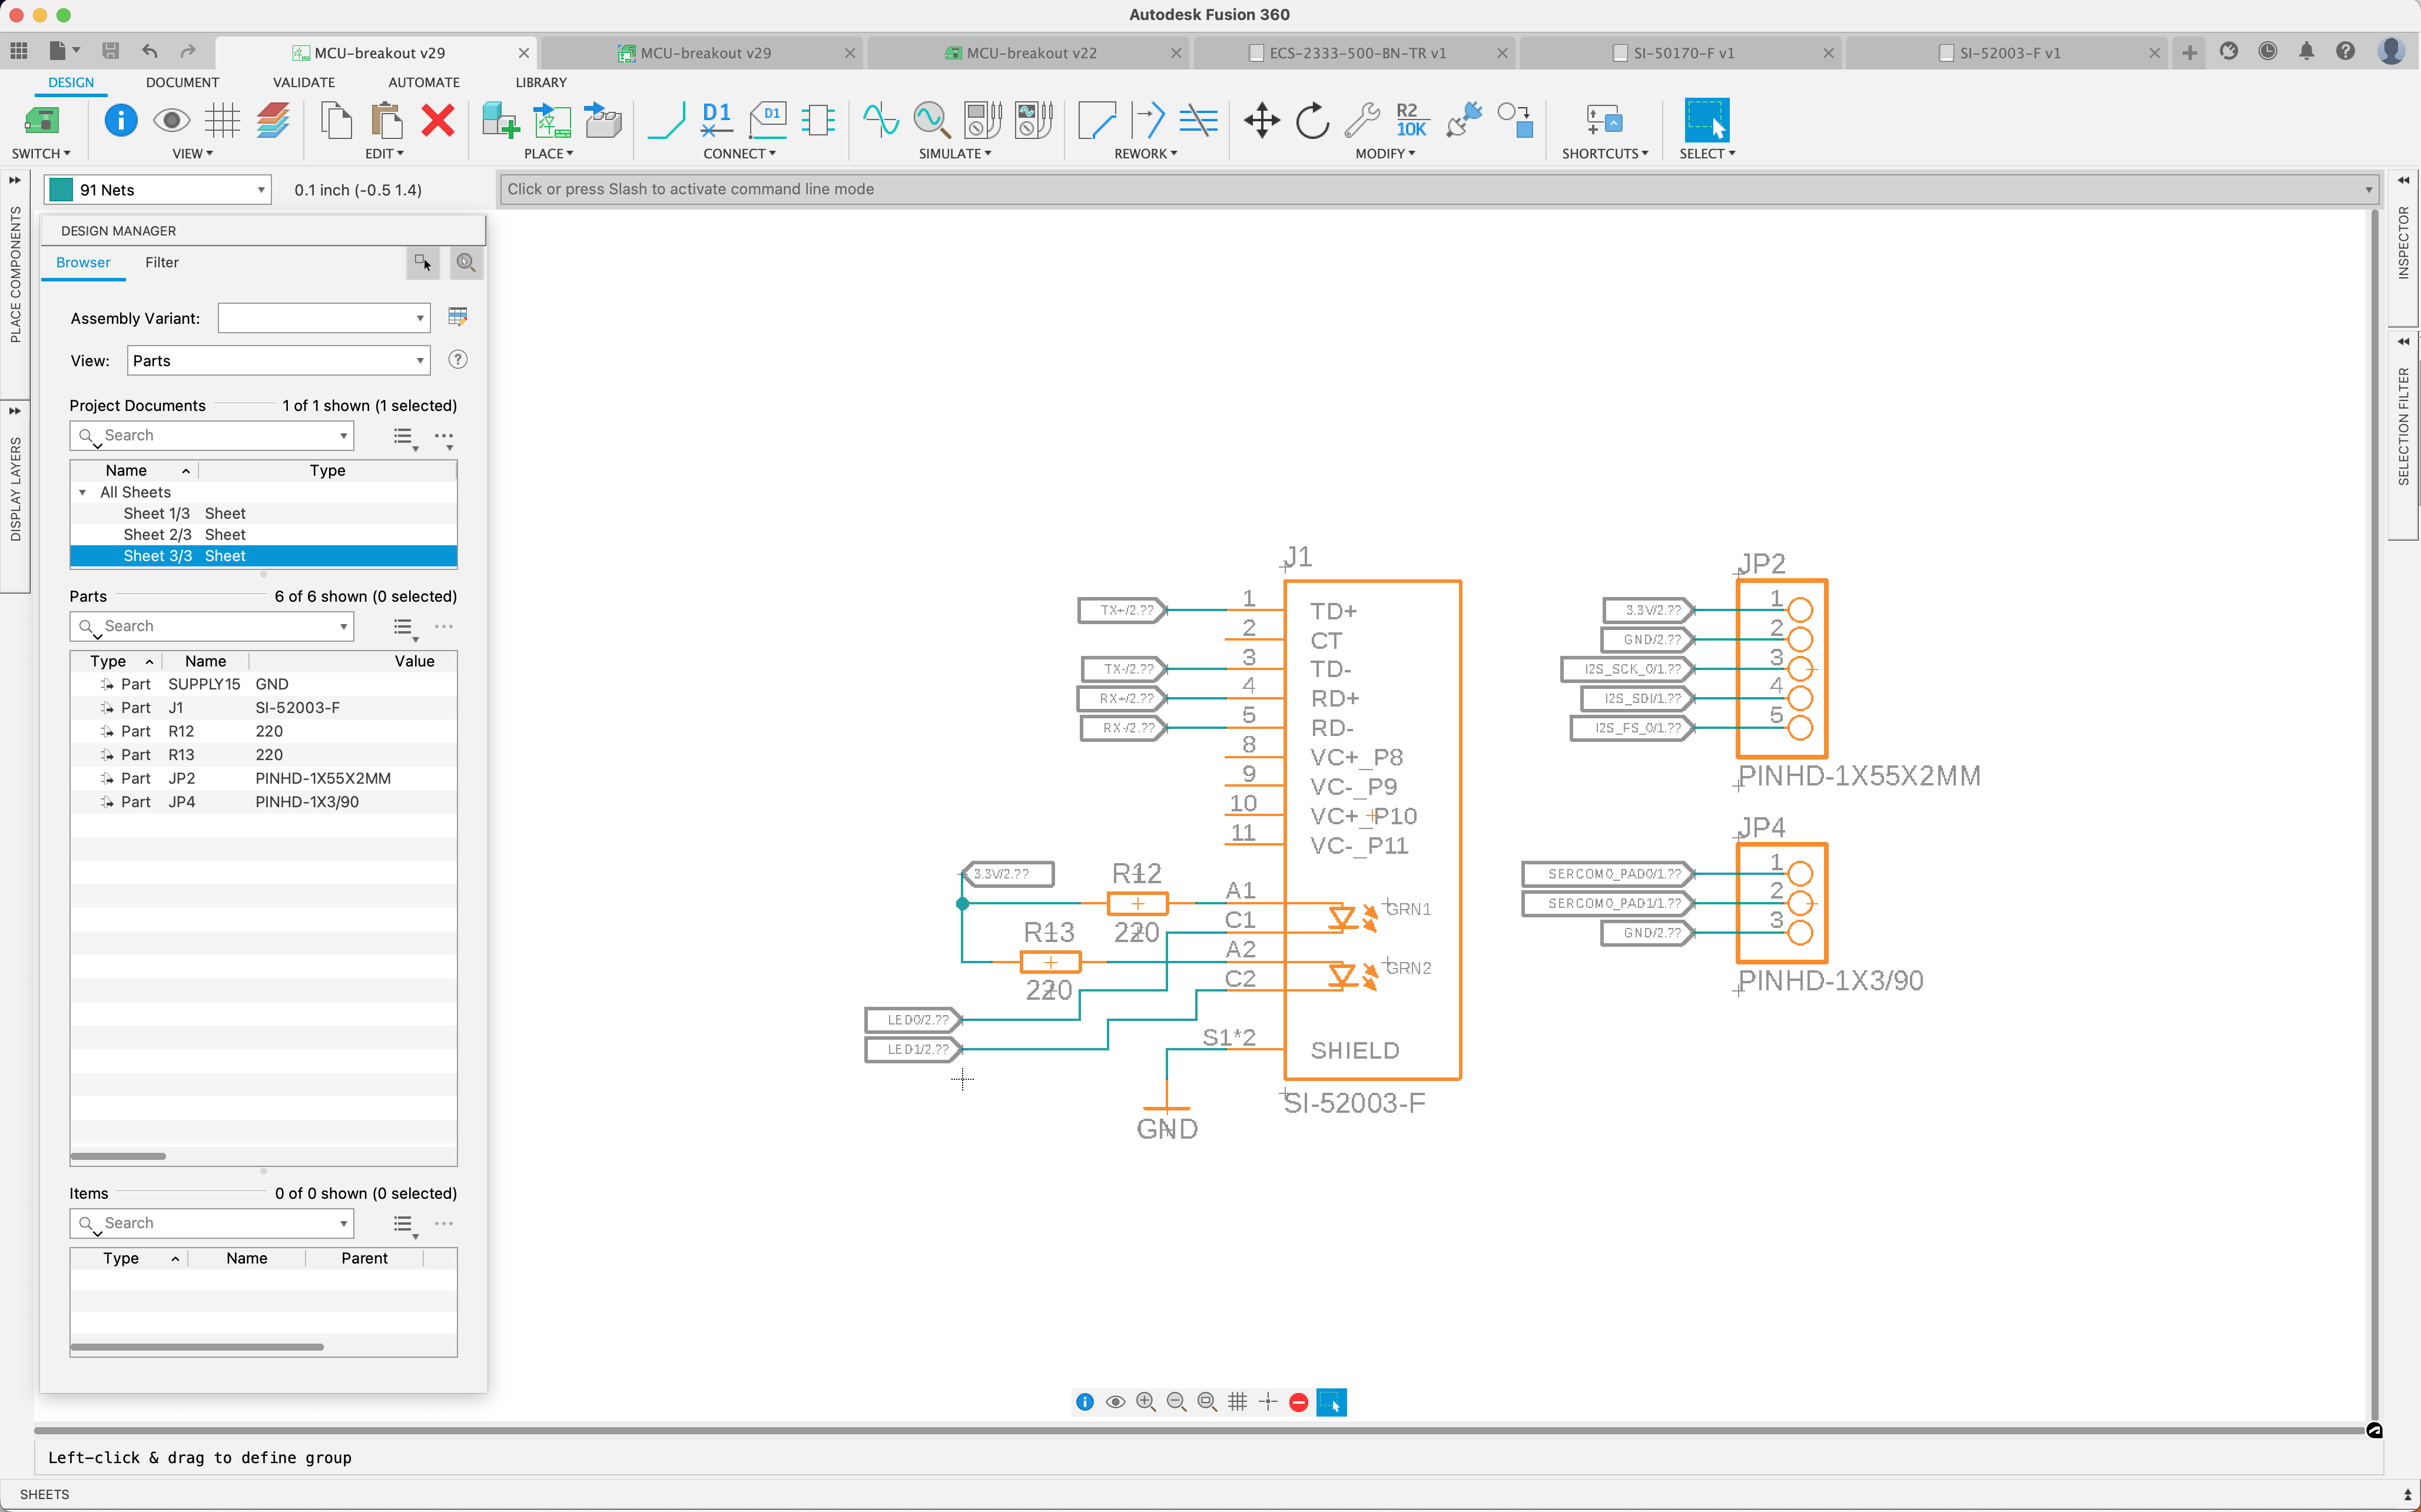 Autodesk Fusion 360
MCU-breakout v29
MCU-breakout v29
MCU-breakout v22
ECS-2333-500-BN-TR v1
SI-50170-F v1
SI-52003-F v1
DESIGN
DOCUMENT
VALIDATE
AUTOMATE
LIBRARY
D1
D1
R2
10K
SWITCH
VIEW
EDIT
PLACE
CONNECT
SIMULATE
REWORK
MODIFY
SHORTCUTS
SELECT
91 Nets
0.1 inch (-0.5 1.4)
Click or press Slash to activate command line mode
PLACE COMPONENTS
DISPLAY LAYERS
INSPECTOR
SELECTION FILTER
DESIGN MANAGER
Browser
Filter
Assembly Variant:
View:
Parts
Project Documents
1 of 1 shown (1 selected)
Search
Name
Type
All Sheets
Sheet 1/3 Sheet
Sheet 2/3 Sheet
Sheet 3/3 Sheet
Parts
6 of 6 shown (0 selected)
Search
Type Name Value
Part SUPPLY15 GND
Part J1 SI-52003-F
Part R12 220
Part R13 220
Part JP2 PINHD-1X55X2MM
Part JP4 PINHD-1X3/90
Items
0 of 0 shown (0 selected)
Search
Type Name Parent
J1
TX+/2.?? 1 TD+
2 CT
TX-/2.?? 3 TD-
RX+/2.?? 4 RD+
RX-/2.?? 5 RD-
8 VC+_P8
9 VC-_P9
10 VC+_P10
11 VC-_P11
3.3V/2.??
R12
220
R13
220
A1
C1
GRN1
A2
C2
GRN2
LED0/2.??
LED1/2.??
S1*2 SHIELD
GND
SI-52003-F
JP2
3.3V/2.?? 1
GND/2.?? 2
I2S_SCK_0/1.?? 3
I2S_SDI/1.?? 4
I2S_FS_0/1.?? 5
PINHD-1X55X2MM
JP4
SERCOM0_PAD0/1.?? 1
SERCOM0_PAD1/1.?? 2
GND/2.?? 3
PINHD-1X3/90
Left-click & drag to define group
SHEETS